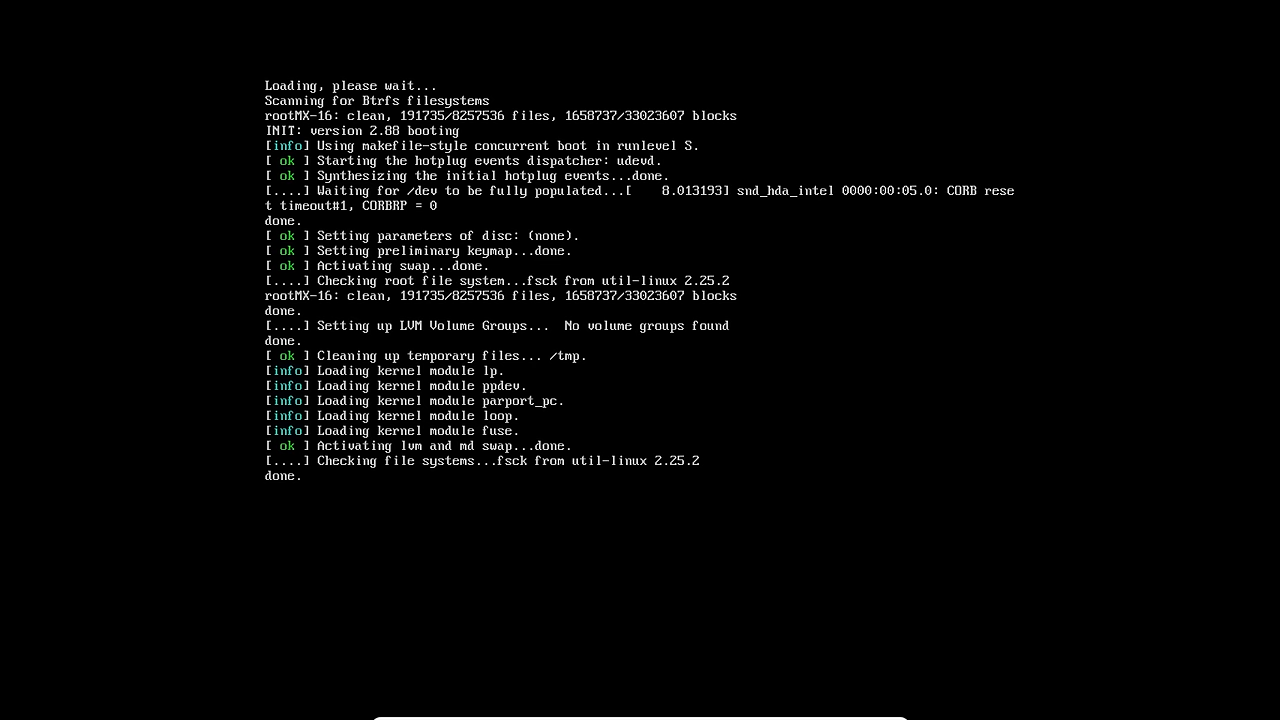 Loading, please wait...
Scanning for Btrfs filesystems
rootMX-16: clean, 191735/8257536 files, 1658737/33023607 blocks
INIT: version 2.88 booting
[info] Using makefile-style concurrent boot in runlevel S.
[ ok ] Starting the hotplug events dispatcher: udevd.
[ ok ] Synthesizing the initial hotplug events...done.
[....] Waiting for /dev to be fully populated...[    8.013193] snd_hda_intel 0000:00:05.0: CORB rese
t timeout#1, CORBRP = 0
done.
[ ok ] Setting parameters of disc: (none).
[ ok ] Setting preliminary keymap...done.
[ ok ] Activating swap...done.
[....] Checking root file system...fsck from util-linux 2.25.2
rootMX-16: clean, 191735/8257536 files, 1658737/33023607 blocks
done.
[....] Setting up LVM Volume Groups...  No volume groups found
done.
[ ok ] Cleaning up temporary files... /tmp.
[info] Loading kernel module lp.
[info] Loading kernel module ppdev.
[info] Loading kernel module parport_pc.
[info] Loading kernel module loop.
[info] Loading kernel module fuse.
[ ok ] Activating lvm and md swap...done.
[....] Checking file systems...fsck from util-linux 2.25.2
done.